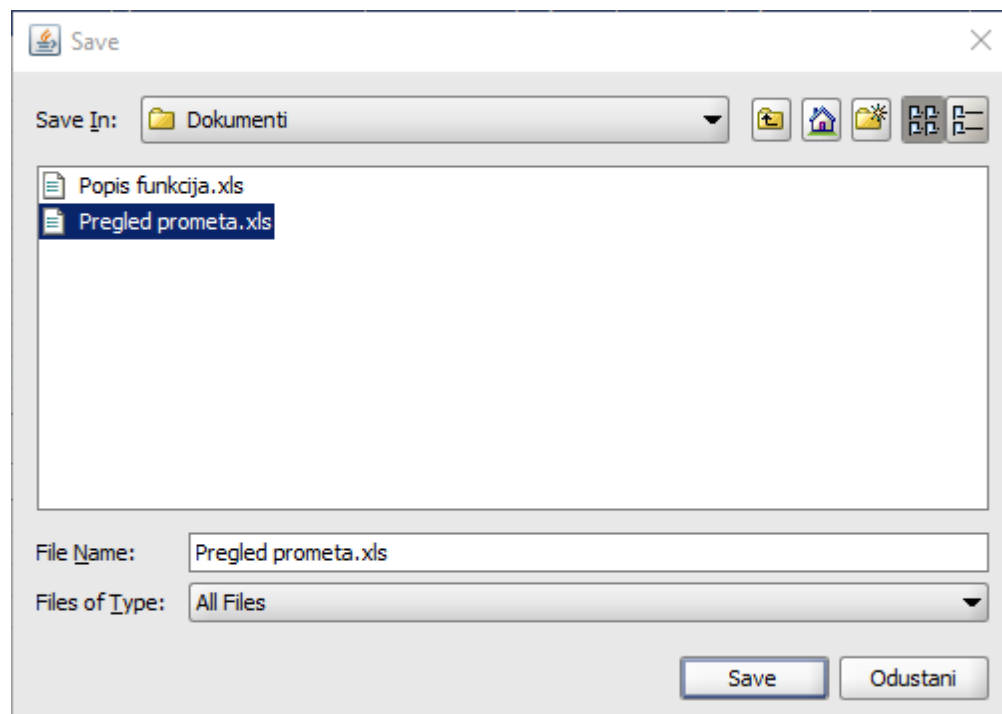 Save
Save In: Dokumenti
Popis funkcija.xls
Pregled prometa.xls
File Name: Pregled prometa.xls
Files of Type: All Files
Save Odustani